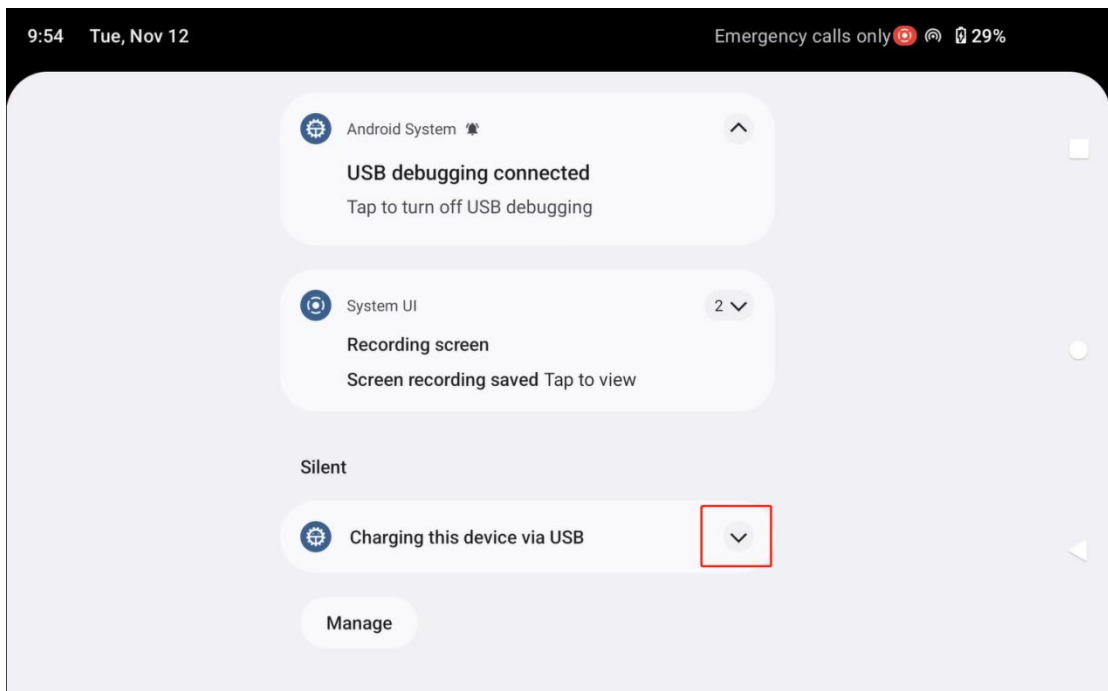 9:54 Tue, Nov 12 Emergency calls only 29%
Android System
USB debugging connected
Tap to turn off USB debugging
System UI 2
Recording screen
Screen recording saved Tap to view
Silent
Charging this device via USB
Manage